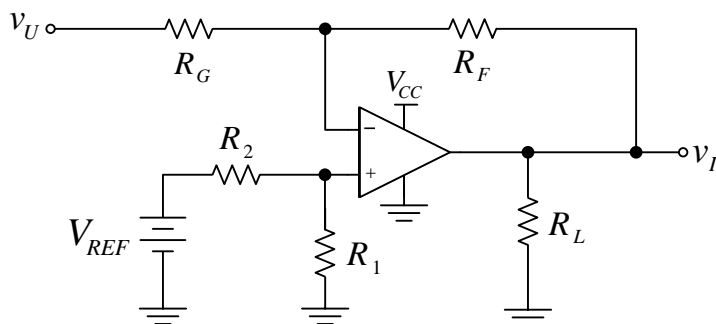 v_U
R_G
R_F
V_CC
−
R_2
+
v_I
V_REF
R_1
R_L